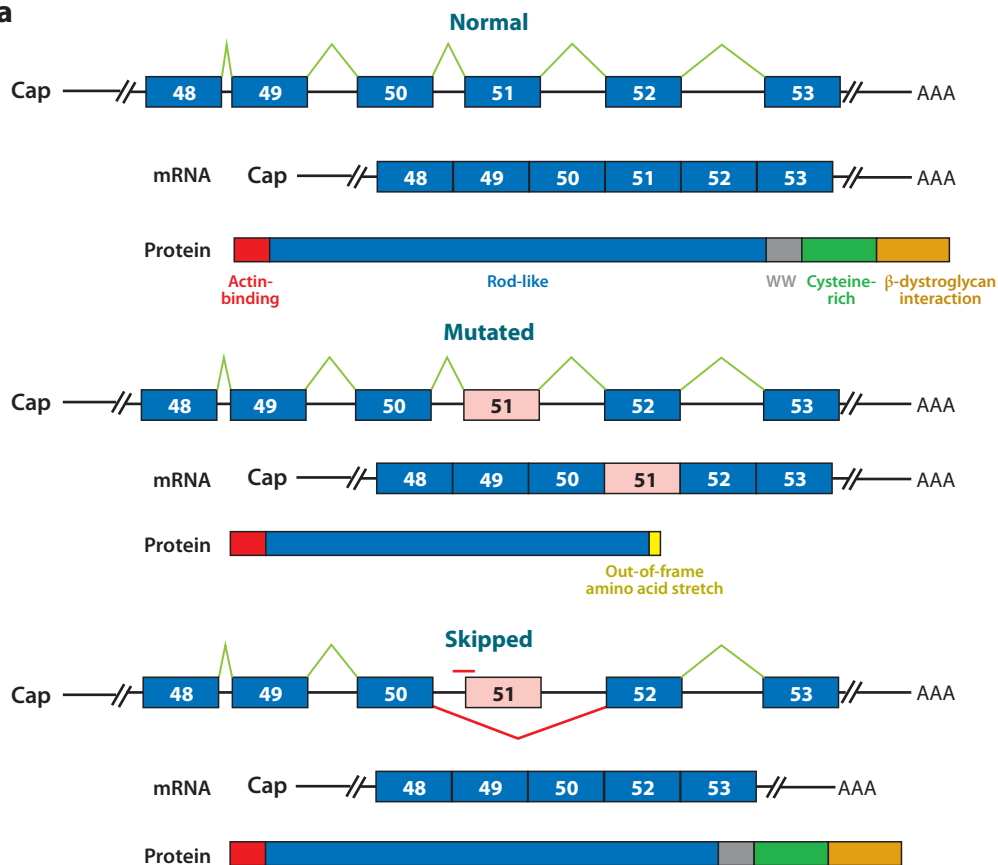 a
Normal
Cap 48 49 50 51 52 53 AAA
mRNA Cap 48 49 50 51 52 53 AAA
Protein
Actin-
binding
Rod-like
WW
Cysteine-
rich
β-dystroglycan
interaction
Mutated
Cap 48 49 50 51 52 53 AAA
mRNA Cap 48 49 50 51 52 53 AAA
Protein
Out-of-frame
amino acid stretch
Skipped
Cap 48 49 50 51 52 53 AAA
mRNA Cap 48 49 50 52 53 AAA
Protein